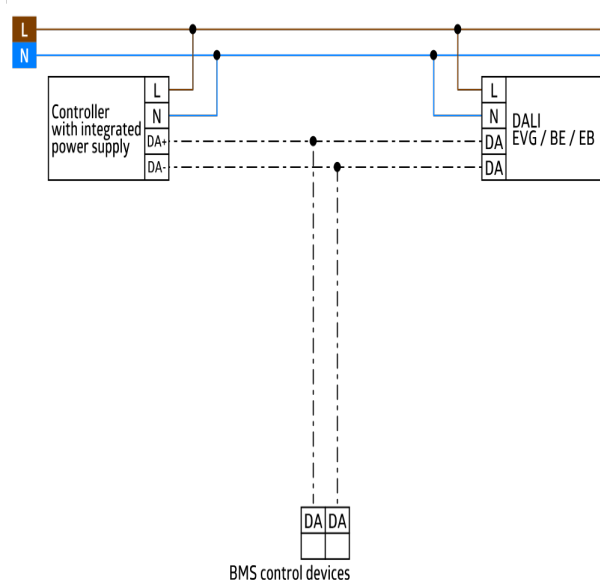 L
N
Controller
with integrated
power supply
L
N
DA+
DA-
L
N
DA
DA
DALI
EVG / BE / EB
DA DA
BMS control devices